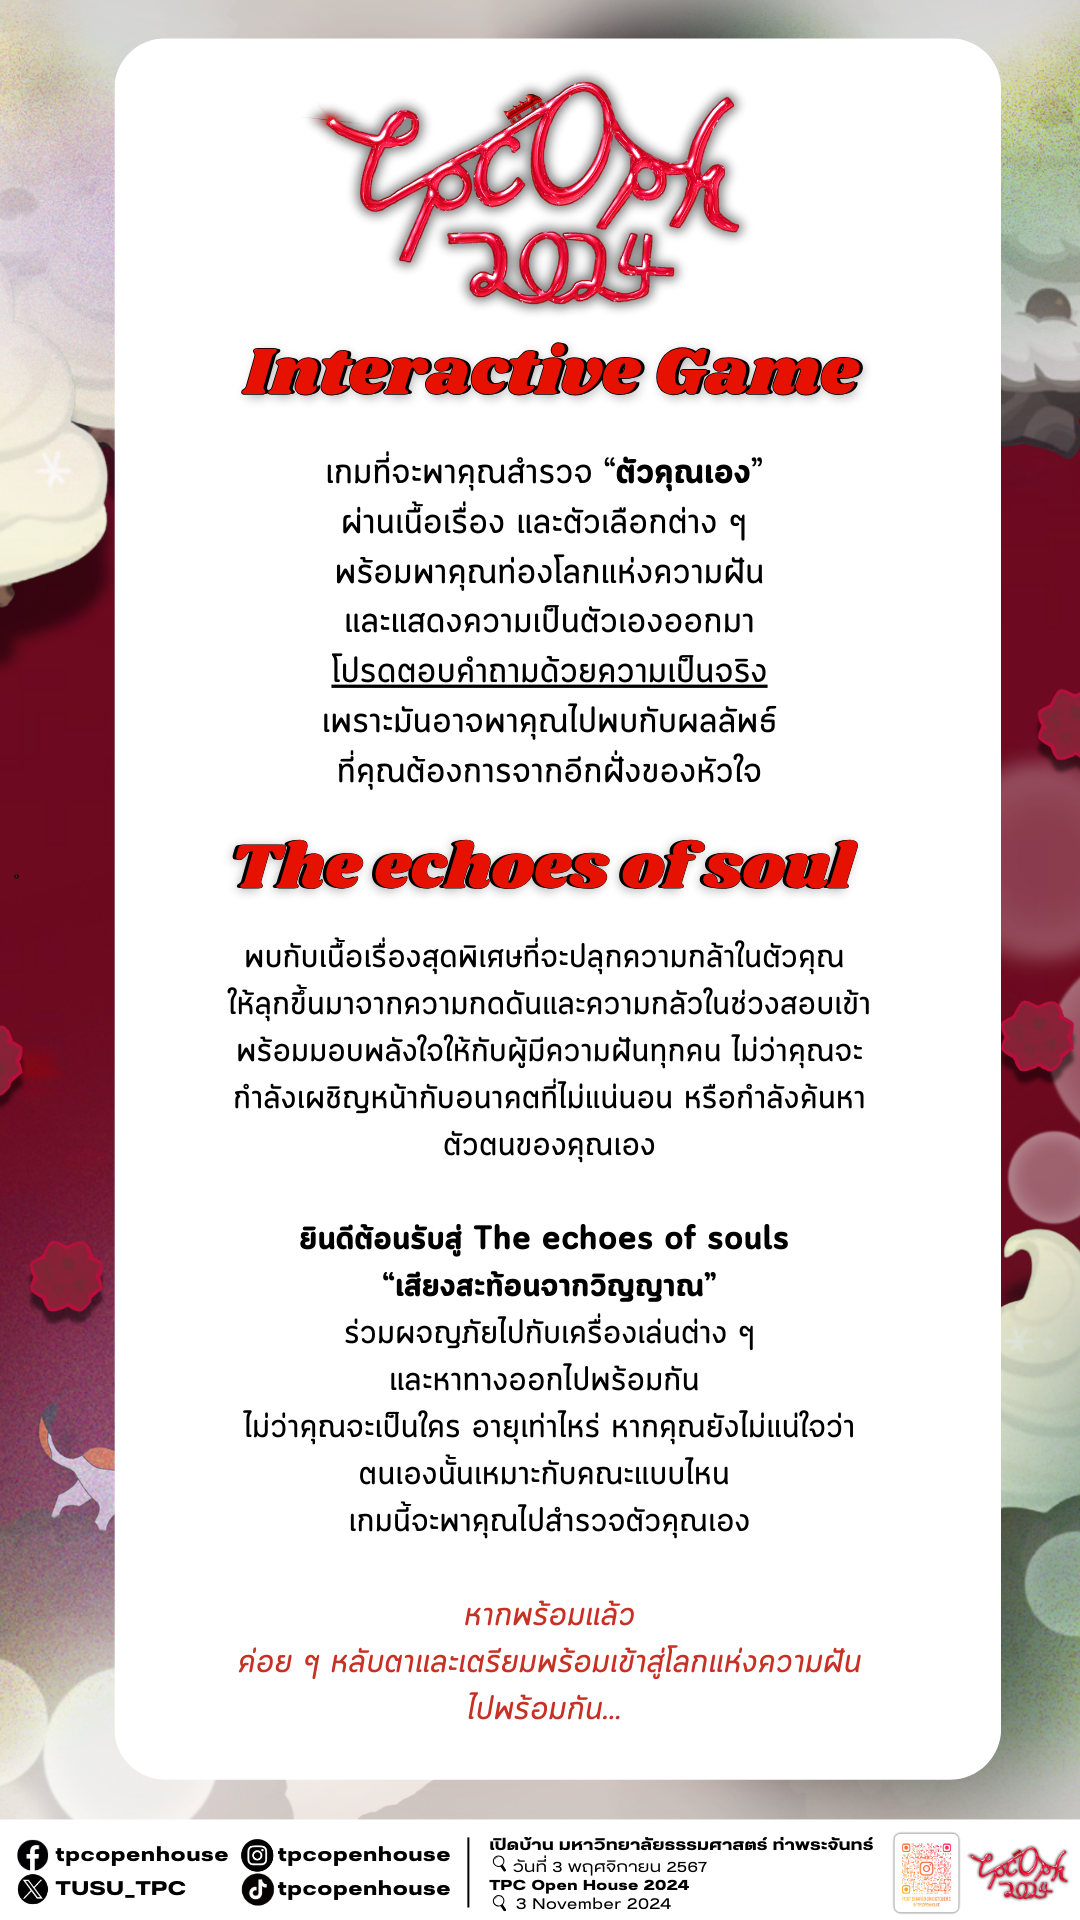 tpcOph
2024
Interactive Game
เกมที่จะพาคุณสำรวจ “ตัวคุณเอง”
ผ่านเนื้อเรื่อง และตัวเลือกต่าง ๆ
พร้อมพาคุณท่องโลกแห่งความฝัน
และแสดงความเป็นตัวเองออกมา
โปรดตอบคำถามด้วยความเป็นจริง
เพราะมันอาจพาคุณไปพบกับผลลัพธ์
ที่คุณต้องการจากอีกฝั่งของหัวใจ
The echoes of soul
พบกับเนื้อเรื่องสุดพิเศษที่จะปลุกความกล้าในตัวคุณ
ให้ลุกขึ้นมาจากความกดดันและความกลัวในช่วงสอบเข้า
พร้อมมอบพลังใจให้กับผู้มีความฝันทุกคน ไม่ว่าคุณจะ
กำลังเผชิญหน้ากับอนาคตที่ไม่แน่นอน หรือกำลังค้นหา
ตัวตนของคุณเอง
ยินดีต้อนรับสู่ The echoes of souls
“เสียงสะท้อนจากวิญญาณ”
ร่วมผจญภัยไปกับเครื่องเล่นต่าง ๆ
และหาทางออกไปพร้อมกัน
ไม่ว่าคุณจะเป็นใคร อายุเท่าไหร่ หากคุณยังไม่แน่ใจว่า
ตนเองนั้นเหมาะกับคณะแบบไหน
เกมนี้จะพาคุณไปสำรวจตัวคุณเอง
หากพร้อมแล้ว
ค่อย ๆ หลับตาและเตรียมพร้อมเข้าสู่โลกแห่งความฝัน
ไปพร้อมกัน...
tpcopenhouse
tpcopenhouse
TUSU_TPC
tpcopenhouse
เปิดบ้าน มหาวิทยาลัยธรรมศาสตร์ ท่าพระจันทร์
วันที่ 3 พฤศจิกายน 2567
TPC Open House 2024
3 November 2024
tpcOph
2024